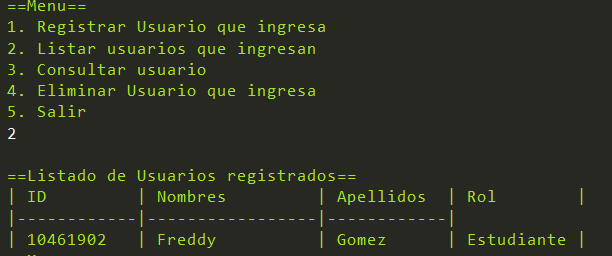 ==Menu==
1. Registrar Usuario que ingresa
2. Listar usuarios que ingresan
3. Consultar usuario
4. Eliminar Usuario que ingresa
5. Salir
2
==Listado de Usuarios registrados==
| ID         | Nombres         | Apellidos  | Rol        |
|------------|-----------------|------------|
| 10461902   | Freddy          | Gomez      | Estudiante |